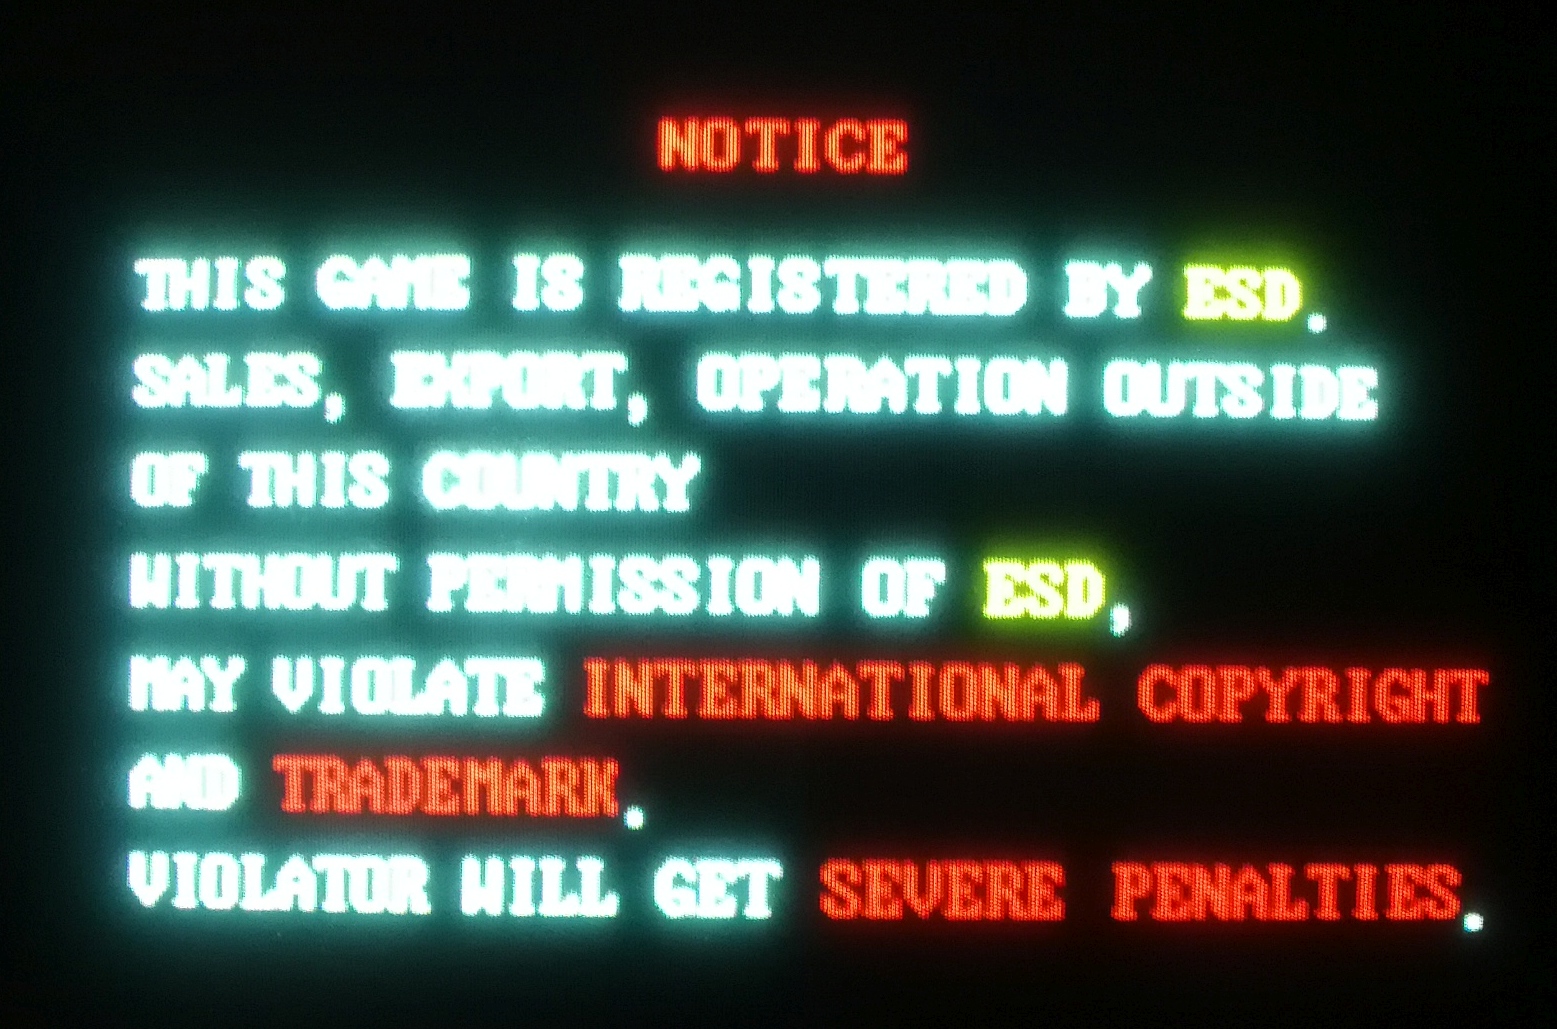 NOTICE
THIS GAME IS REGISTERED BY ESD.
SALES, EXPORT, OPERATION OUTSIDE
OF THIS COUNTRY
WITHOUT PERMISSION OF ESD,
MAY VIOLATE INTERNATIONAL COPYRIGHT
AND TRADEMARK.
VIOLATOR WILL GET SEVERE PENALTIES.